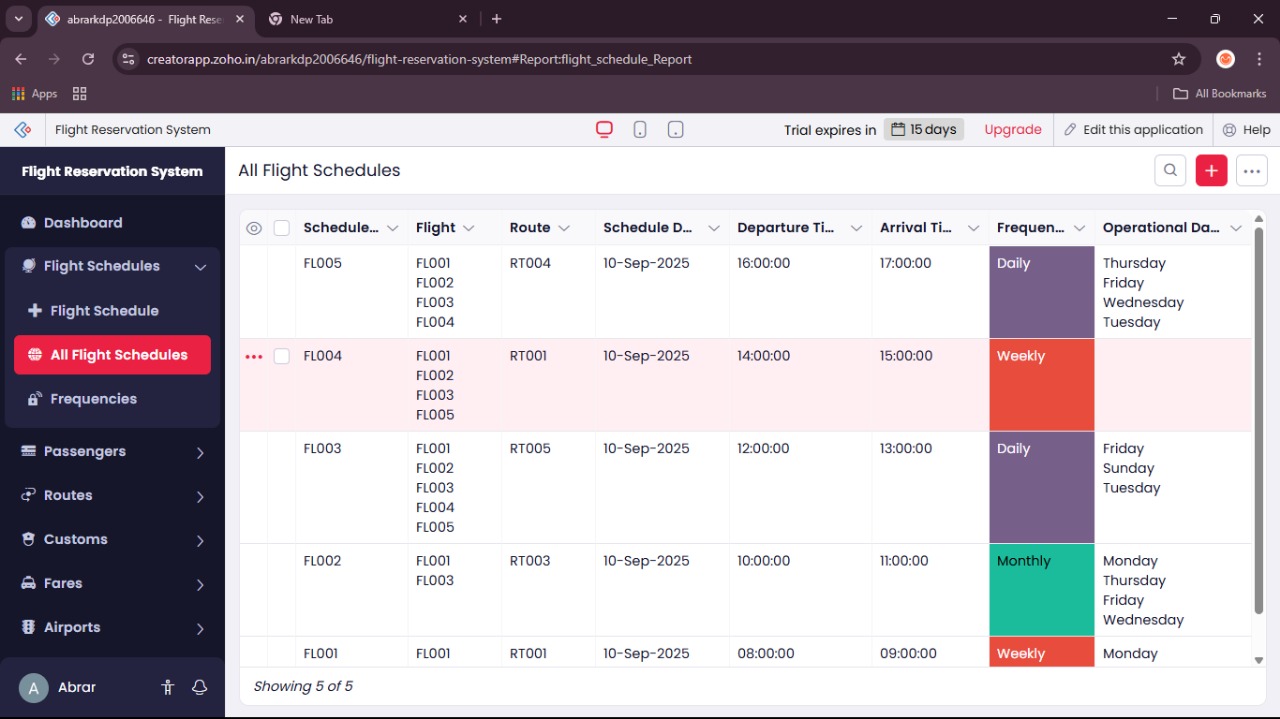 abrarkdp2006646 - Flight Rese
New Tab
creatorapp.zoho.in/abrarkdp2006646/flight-reservation-system#Report:flight_schedule_Report
Apps
All Bookmarks
Flight Reservation System
Trial expires in 15 days Upgrade Edit this application Help
Flight Reservation System
All Flight Schedules
Dashboard
Flight Schedules
Flight Schedule
All Flight Schedules
Frequencies
Passengers
Routes
Customs
Fares
Airports
A Abrar
Schedule... Flight Route Schedule D... Departure Ti... Arrival Ti... Frequen... Operational Da...
FL005 FL001 RT004 10-Sep-2025 16:00:00 17:00:00 Daily Thursday
FL002 Friday
FL003 Wednesday
FL004 Tuesday
FL004 FL001 RT001 10-Sep-2025 14:00:00 15:00:00 Weekly
FL002
FL003
FL005
FL003 FL001 RT005 10-Sep-2025 12:00:00 13:00:00 Daily Friday
FL002 Sunday
FL003 Tuesday
FL004
FL005
FL002 FL001 RT003 10-Sep-2025 10:00:00 11:00:00 Monthly Monday
FL003 Thursday
Friday
Wednesday
FL001 FL001 RT001 10-Sep-2025 08:00:00 09:00:00 Weekly Monday
Showing 5 of 5